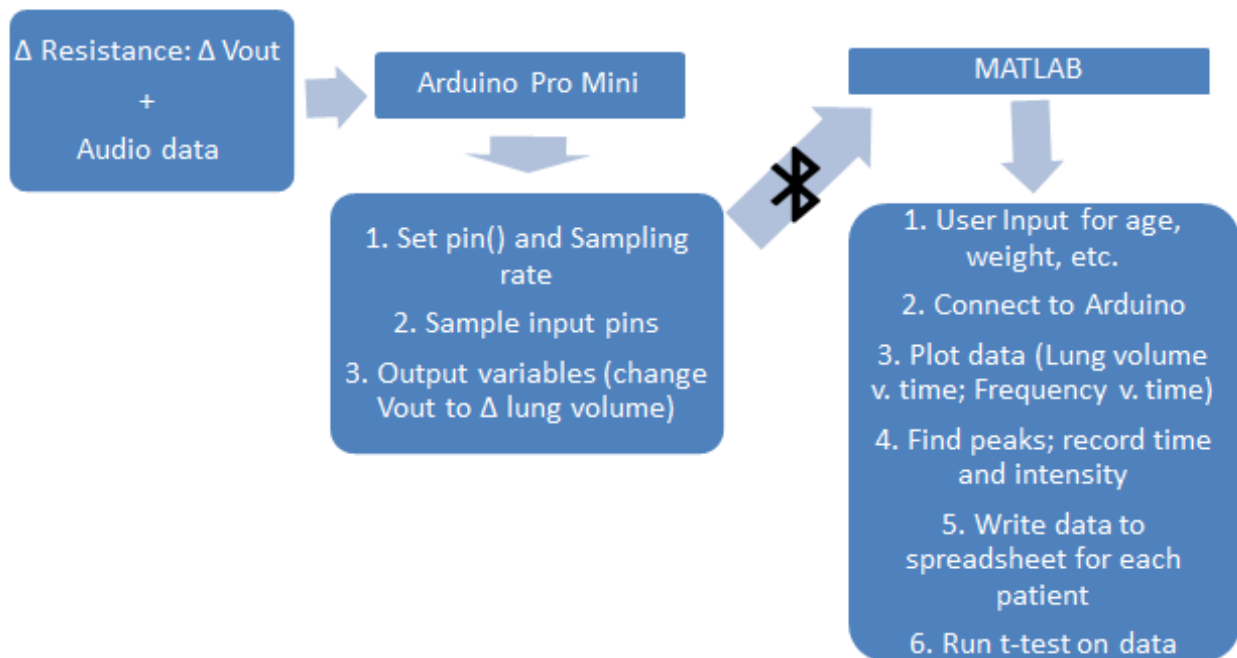 Δ Resistance: Δ Vout
+
Audio data
Arduino Pro Mini
1. Set pin() and Sampling
rate
2. Sample input pins
3. Output variables (change
Vout to Δ lung volume)
MATLAB
1. User Input for age,
weight, etc.
2. Connect to Arduino
3. Plot data (Lung volume
v. time; Frequency v. time)
4. Find peaks; record time
and intensity
5. Write data to
spreadsheet for each
patient
6. Run t-test on data